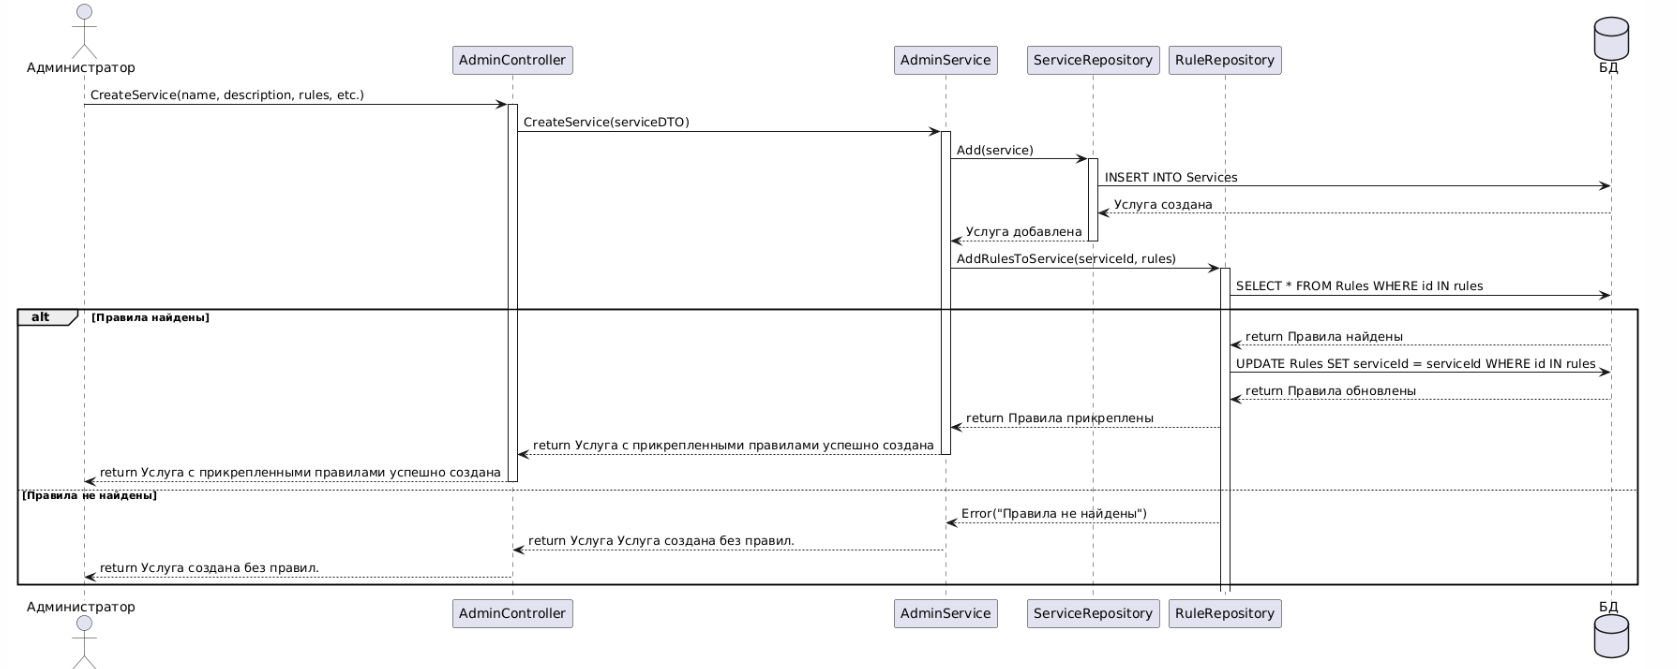 Администратор
AdminController
AdminService
ServiceRepository
RuleRepository
БД
CreateService(name, description, rules, etc.)
CreateService(serviceDTO)
Add(service)
INSERT INTO Services
Услуга создана
Услуга добавлена
AddRulesToService(serviceId, rules)
SELECT * FROM Rules WHERE id IN rules
alt
[Правила найдены]
return Правила найдены
UPDATE Rules SET serviceId = serviceId WHERE id IN rules
return Правила обновлены
return Правила прикреплены
return Услуга с прикрепленными правилами успешно создана
return Услуга с прикрепленными правилами успешно создана
[Правила не найдены]
Error("Правила не найдены")
return Услуга Услуга создана без правил.
return Услуга создана без правил.
Администратор
AdminController
AdminService
ServiceRepository
RuleRepository
БД